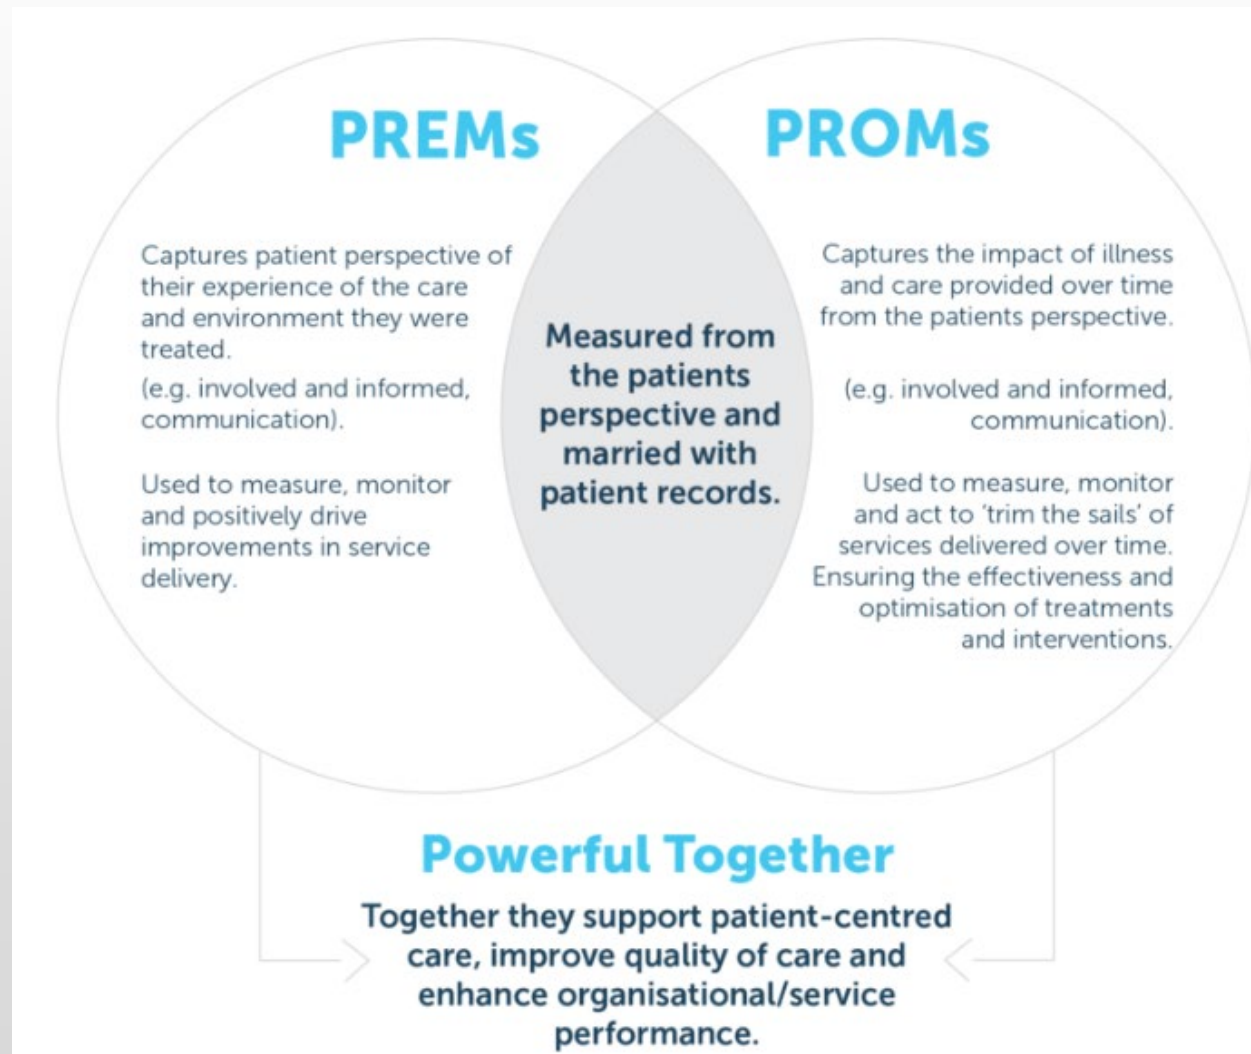 PREMs
Captures patient perspective of
their experience of the care
and environment they were
treated.
(e.g. involved and informed,
communication).
Used to measure, monitor
and positively drive
improvements in service
delivery.
Measured from
the patients
perspective and
married with
patient records.
PROMs
Captures the impact of illness
and care provided over time
from the patients perspective.
(e.g. involved and informed,
communication).
Used to measure, monitor
and act to ‘trim the sails’ of
services delivered over time.
Ensuring the effectiveness and
optimisation of treatments
and interventions.
Powerful Together
Together they support patient-centred
care, improve quality of care and
enhance organisational/service
performance.